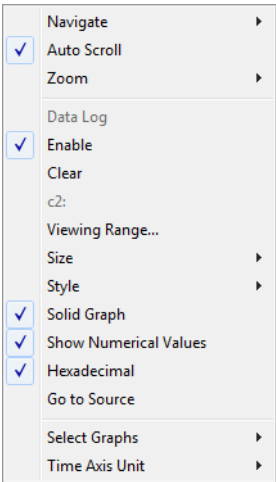 Navigate
Auto Scroll
Zoom
Data Log
Enable
Clear
c2:
Viewing Range...
Size
Style
Solid Graph
Show Numerical Values
Hexadecimal
Go to Source
Select Graphs
Time Axis Unit